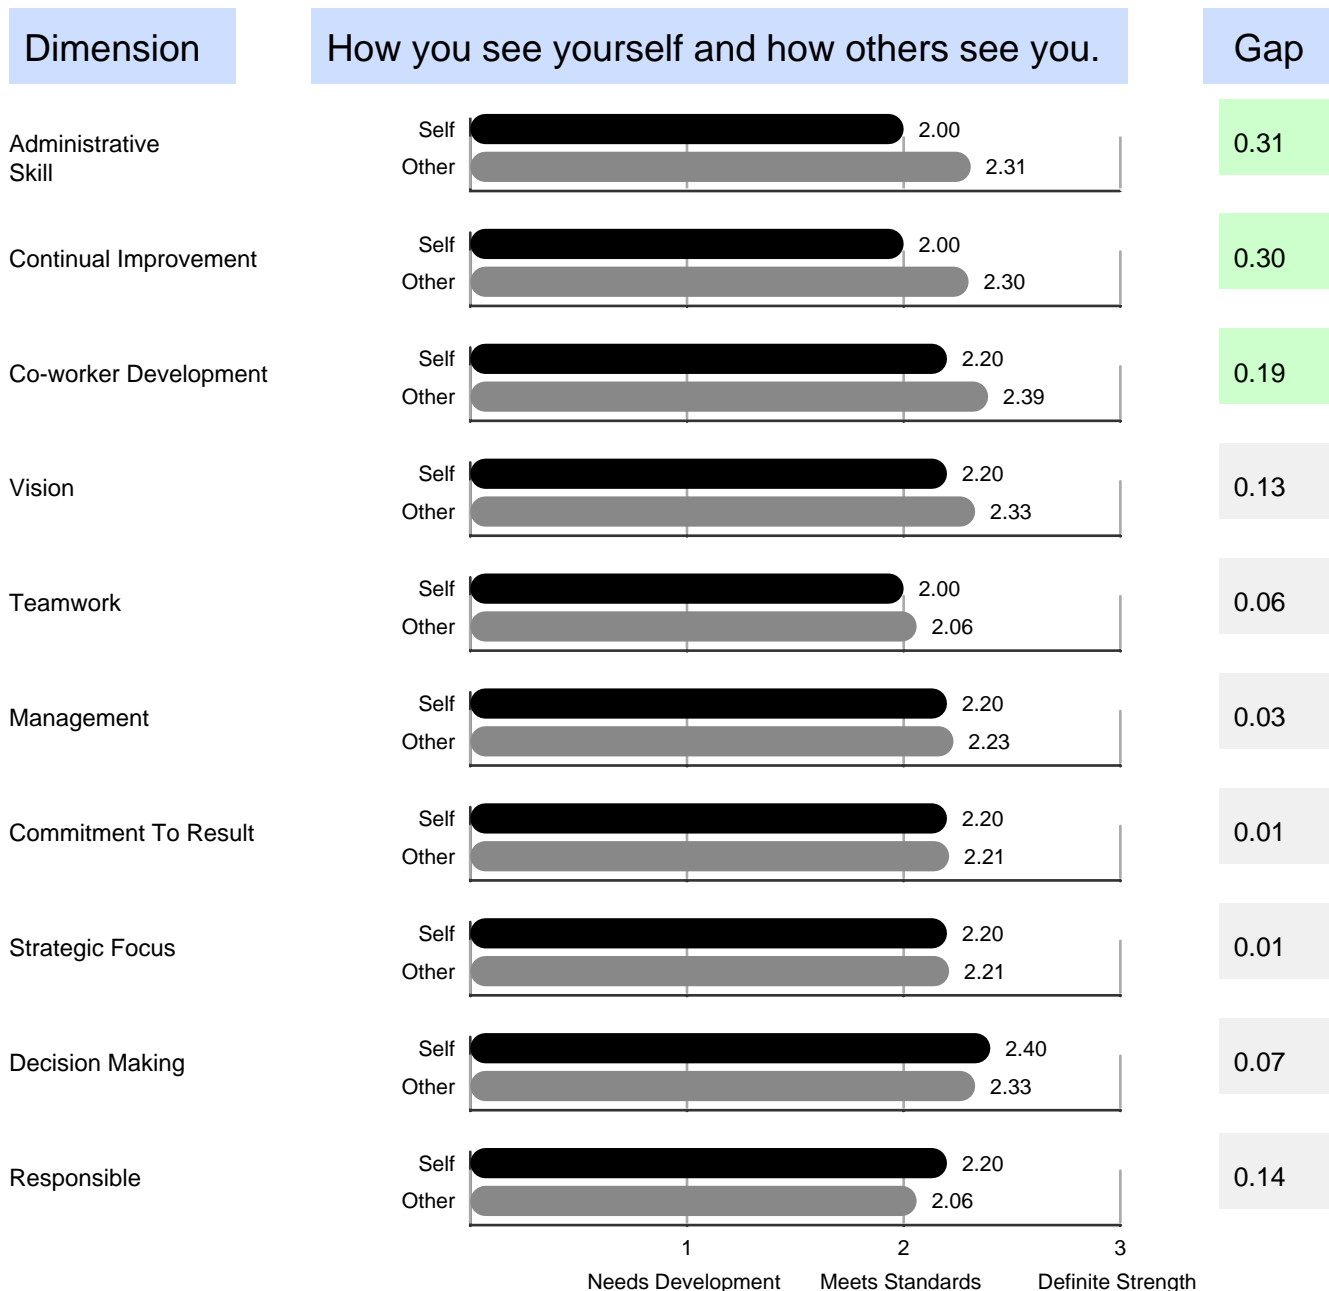 Dimension How you see yourself and how others see you. Gap
Administrative
Skill
Self 2.00
Other 2.31
0.31
Continual Improvement
Self 2.00
Other 2.30
0.30
Co-worker Development
Self 2.20
Other 2.39
0.19
Vision
Self 2.20
Other 2.33
0.13
Teamwork
Self 2.00
Other 2.06
0.06
Management
Self 2.20
Other 2.23
0.03
Commitment To Result
Self 2.20
Other 2.21
0.01
Strategic Focus
Self 2.20
Other 2.21
0.01
Decision Making
Self 2.40
Other 2.33
0.07
Responsible
Self 2.20
Other 2.06
0.14
1 2 3
Needs Development Meets Standards Definite Strength